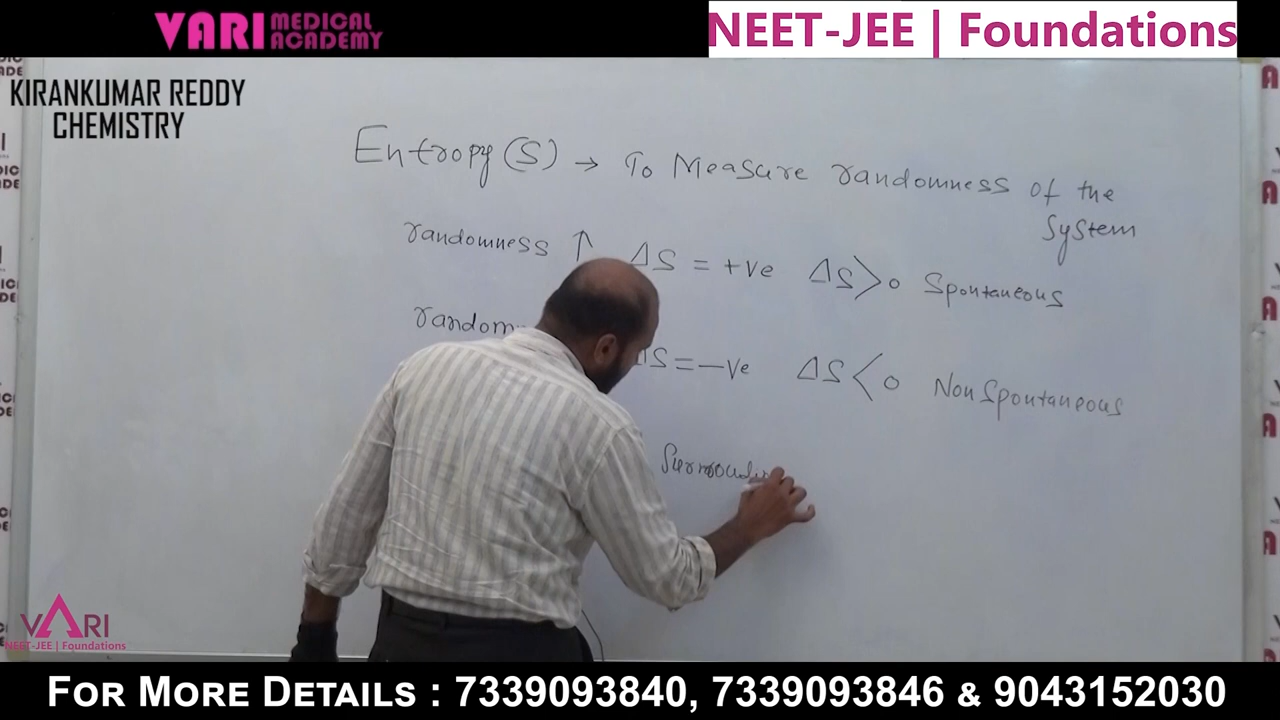 VARI MEDICAL ACADEMY
NEET-JEE | Foundations
KIRANKUMAR REDDY
CHEMISTRY
Entropy (S) → To Measure randomness of the
System
randomness ↑ ΔS = +ve ΔS > 0 Spontaneous
ΔS = -ve ΔS < 0 Non Spontaneous
VARI
NEET-JEE | Foundations
FOR MORE DETAILS : 7339093840, 7339093846 & 9043152030